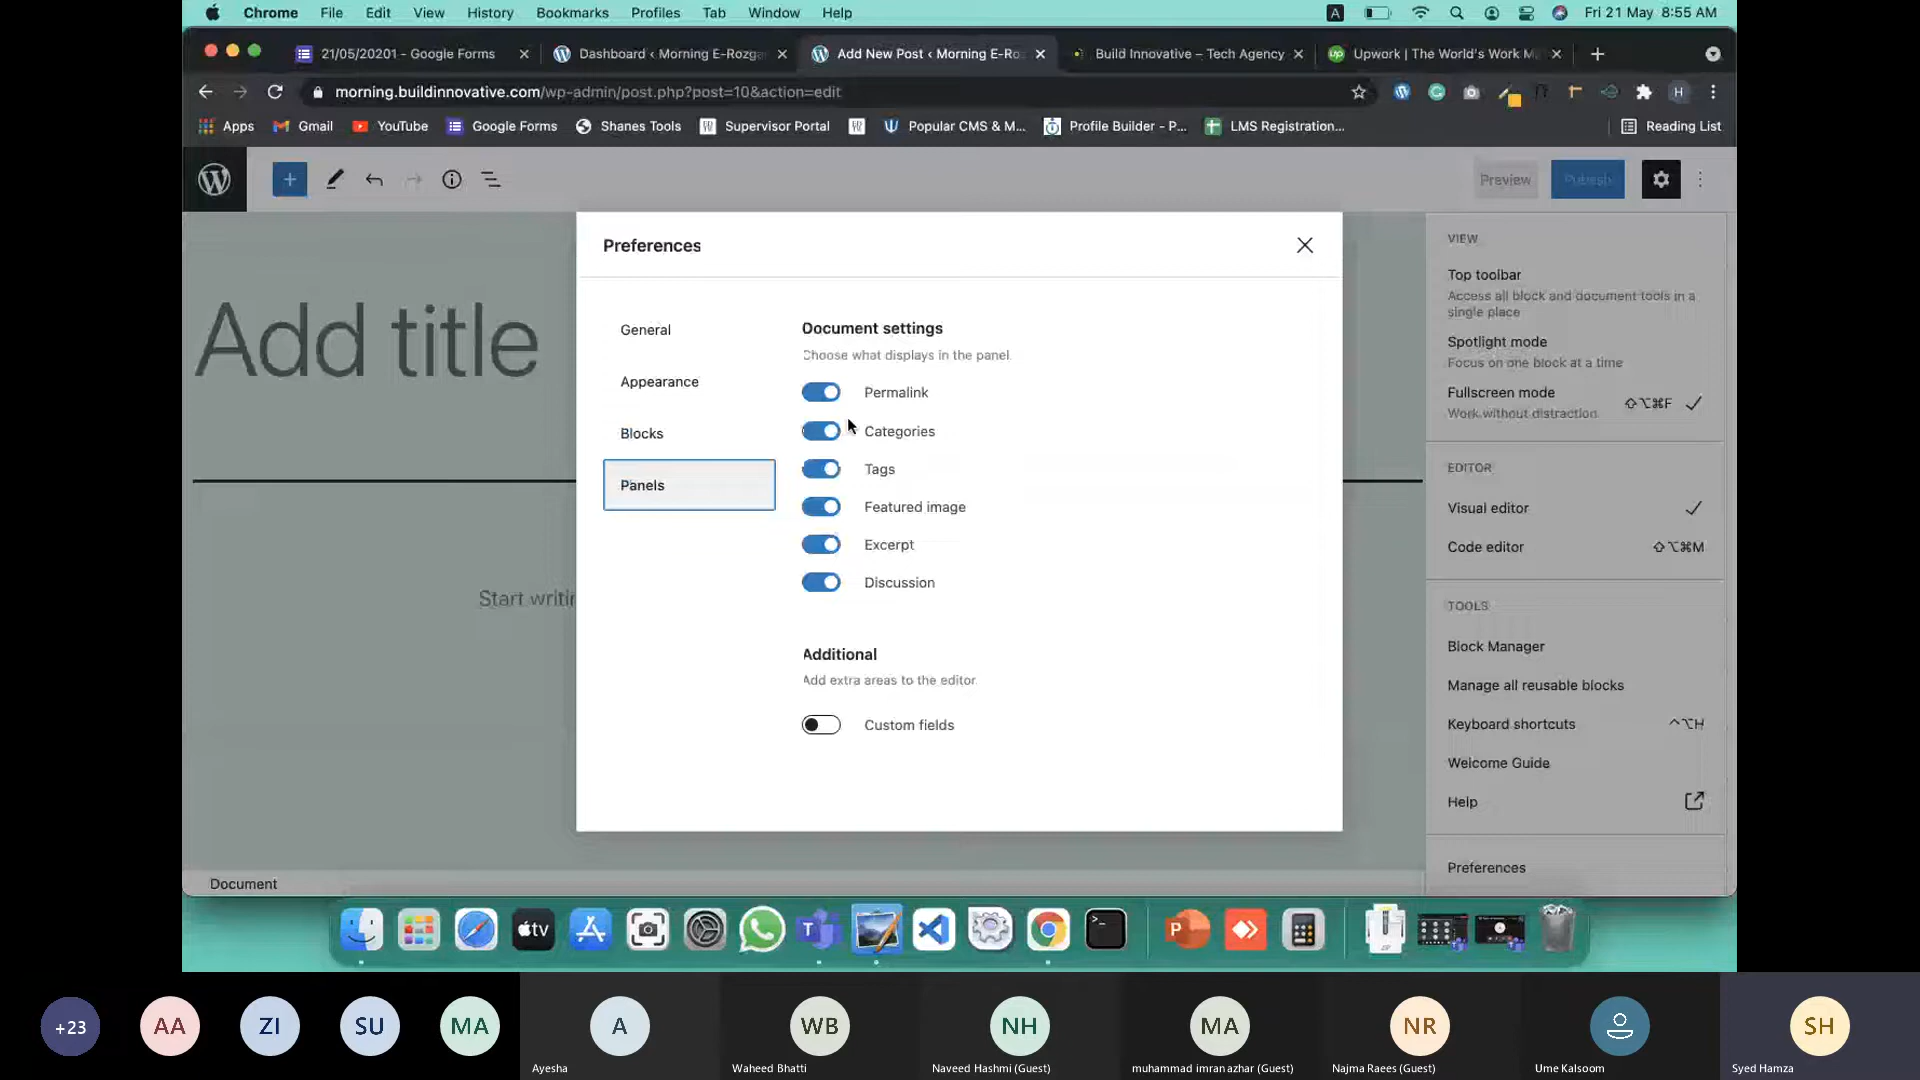 Chrome File Edit View History Bookmarks Profiles Tab Window Help A Fri 21 May 8:55 AM
21/05/20201 - Google Forms Dashboard ‹ Morning E-Rozga Add New Post ‹ Morning E-Ro Build Innovative – Tech Agency Upwork | The World's Work M
morning.buildinnovative.com/wp-admin/post.php?post=10&action=edit H
Apps Gmail YouTube Google Forms Shanes Tools Supervisor Portal Popular CMS & M... Profile Builder - P... LMS Registration... Reading List
Preview Publish
Preferences
General
Appearance
Blocks
Panels
Document settings
Choose what displays in the panel.
Permalink
Categories
Tags
Featured image
Excerpt
Discussion
Additional
Add extra areas to the editor.
Custom fields
Add title
Start writin
VIEW
Top toolbar
Access all block and document tools in a
single place
Spotlight mode
Focus on one block at a time
Fullscreen mode ⇧⌥⌘F
Work without distraction
EDITOR
Visual editor
Code editor ⇧⌥⌘M
TOOLS
Block Manager
Manage all reusable blocks
Keyboard shortcuts ⌃⌥H
Welcome Guide
Help
Preferences
Document
tv T P
+23 AA ZI SU MA A WB NH MA NR SH
Ayesha Waheed Bhatti Naveed Hashmi (Guest) muhammad imran azhar (Guest) Najma Raees (Guest) Ume Kalsoom Syed Hamza